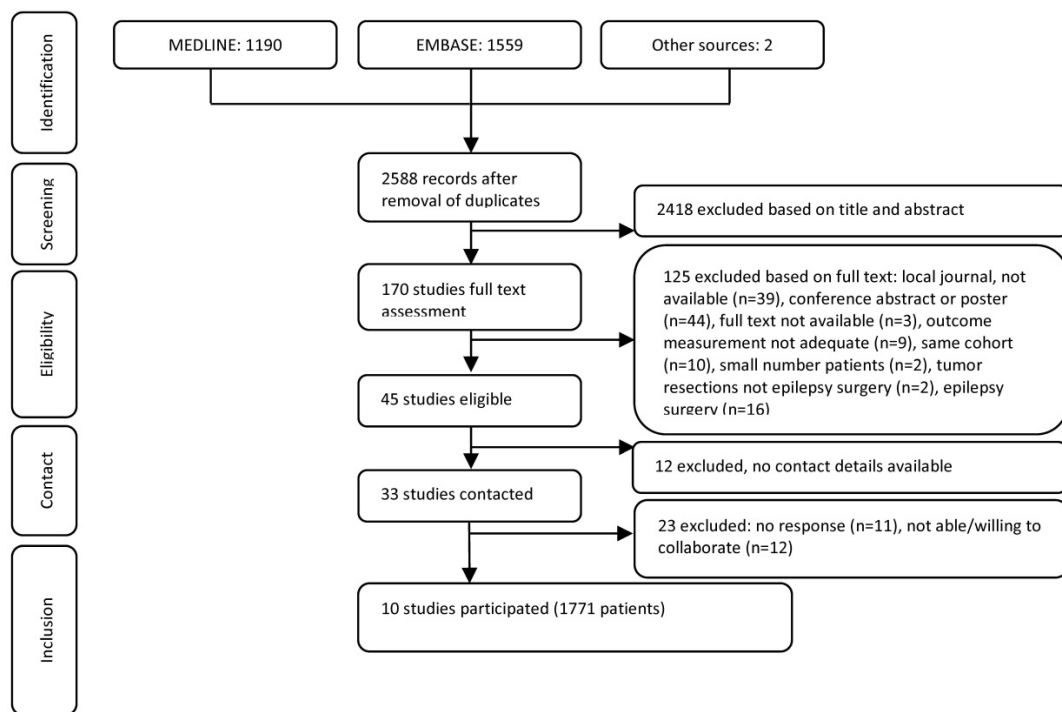 Identification
MEDLINE: 1190
EMBASE: 1559
Other sources: 2
Screening
2588 records after
removal of duplicates
2418 excluded based on title and abstract
Eligibility
170 studies full text
assessment
125 excluded based on full text: local journal, not
available (n=39), conference abstract or poster
(n=44), full text not available (n=3), outcome
measurement not adequate (n=9), same cohort
(n=10), small number patients (n=2), tumor
resections not epilepsy surgery (n=2), epilepsy
surgery (n=16)
45 studies eligible
Contact
12 excluded, no contact details available
33 studies contacted
23 excluded: no response (n=11), not able/willing to
collaborate (n=12)
Inclusion
10 studies participated (1771 patients)